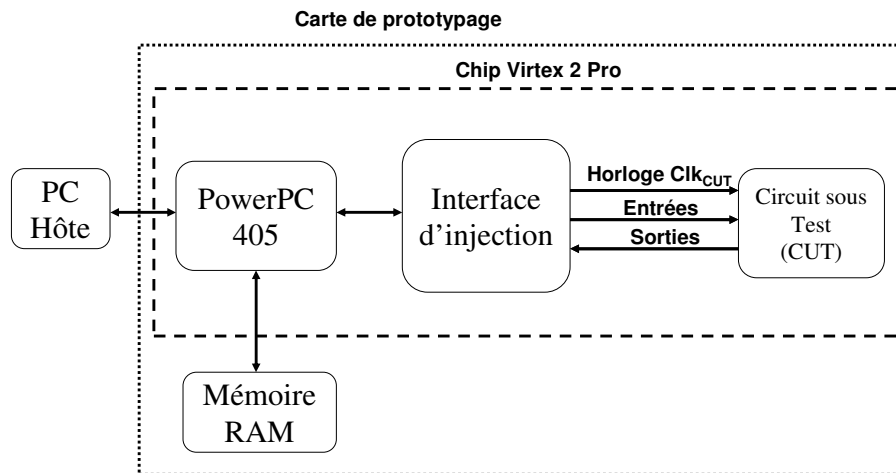 Carte de prototypage
Chip Virtex 2 Pro
PC
Hôte
PowerPC
405
Interface
d'injection
Horloge Clk_CUT
Entrées
Sorties
Circuit sous
Test
(CUT)
Mémoire
RAM